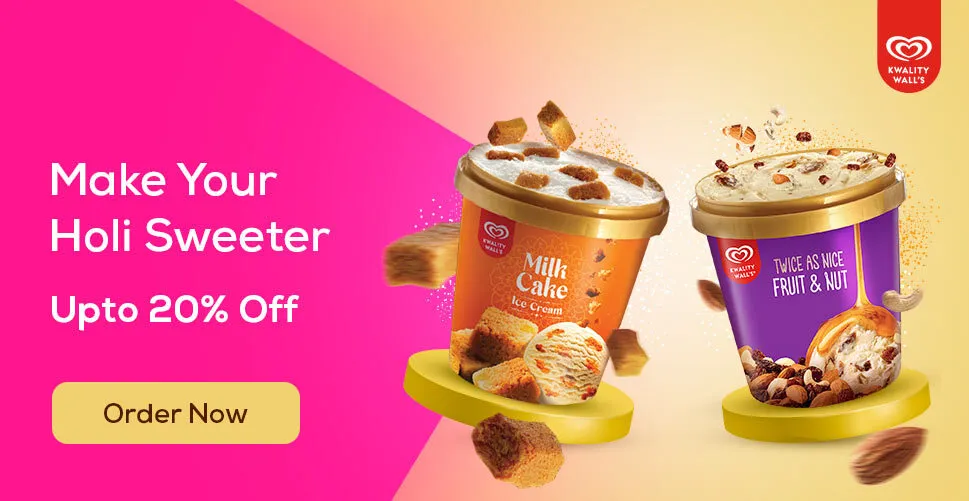 KWALITY
WALL'S
Make Your
Holi Sweeter
Upto 20% Off
Order Now
KWALITY
WALL'S
Milk
Cake
Ice Cream
KWALITY
WALL'S
TWICE AS NICE
FRUIT & NUT